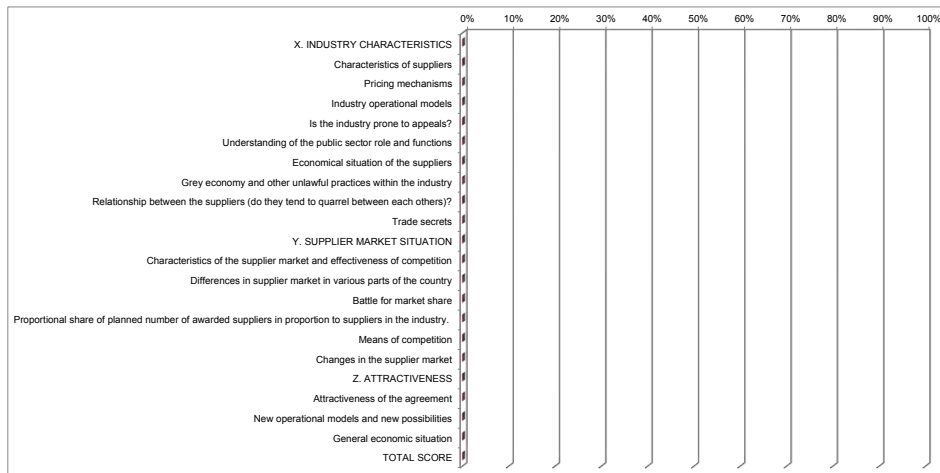 0% 10% 20% 30% 40% 50% 60% 70% 80% 90% 100%
X. INDUSTRY CHARACTERISTICS
Characteristics of suppliers
Pricing mechanisms
Industry operational models
Is the industry prone to appeals?
Understanding of the public sector role and functions
Economical situation of the suppliers
Grey economy and other unlawful practices within the industry
Relationship between the suppliers (do they tend to quarrel between each others)?
Trade secrets
Y. SUPPLIER MARKET SITUATION
Characteristics of the supplier market and effectiveness of competition
Differences in supplier market in various parts of the country
Battle for market share
Proportional share of planned number of awarded suppliers in proportion to suppliers in the industry.
Means of competition
Changes in the supplier market
Z. ATTRACTIVENESS
Attractiveness of the agreement
New operational models and new possibilities
General economic situation
TOTAL SCORE